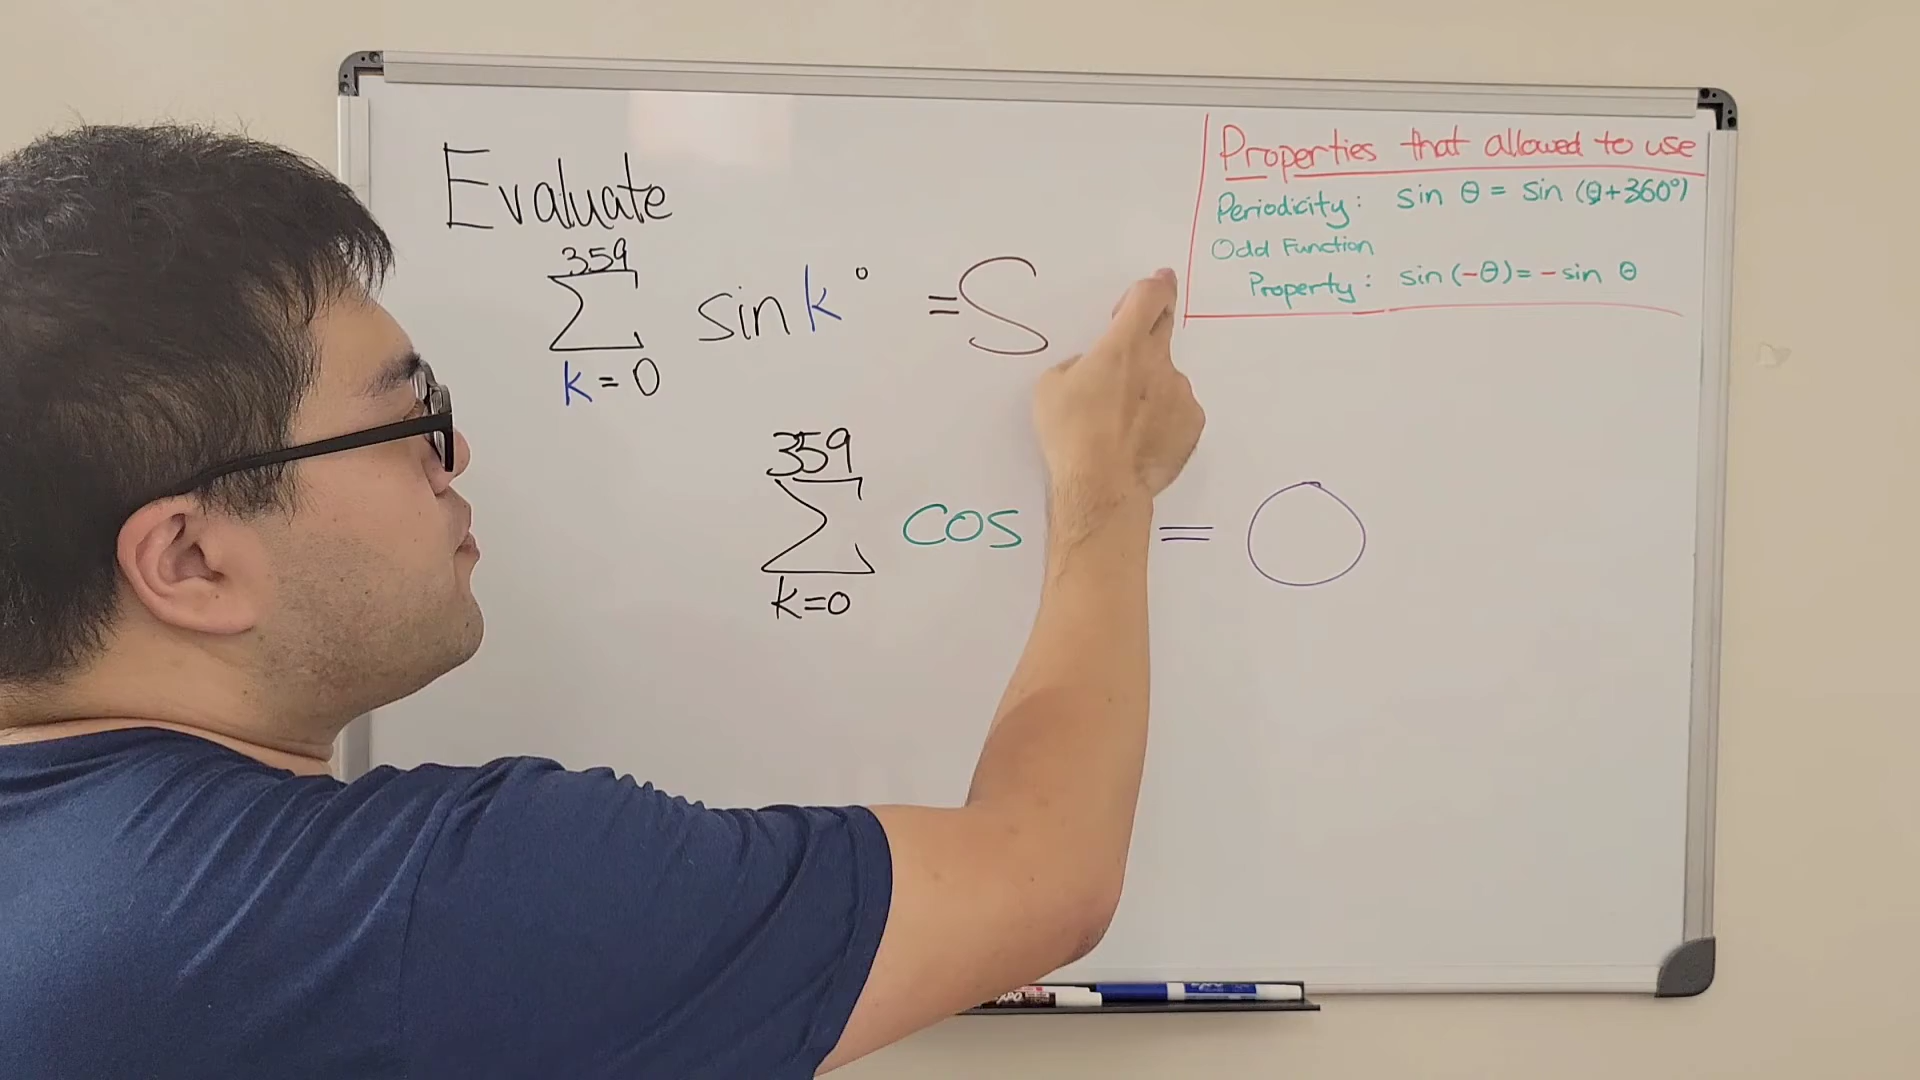 Evaluate
359
∑ sin k° = S
k = 0
359
∑ cos = 0
k=0
Properties that allowed to use
Periodicity: sin θ = sin (θ+360°)
Odd Function
Property: sin (-θ) = - sin θ